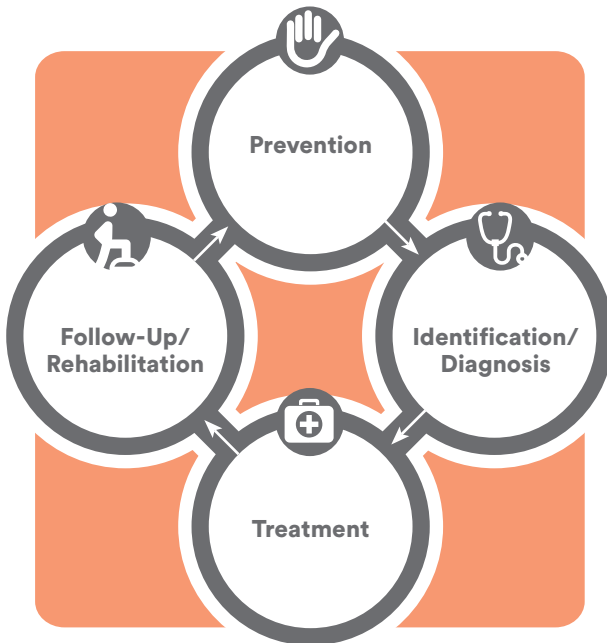 Prevention
Follow-Up/
Rehabilitation
Identification/
Diagnosis
Treatment